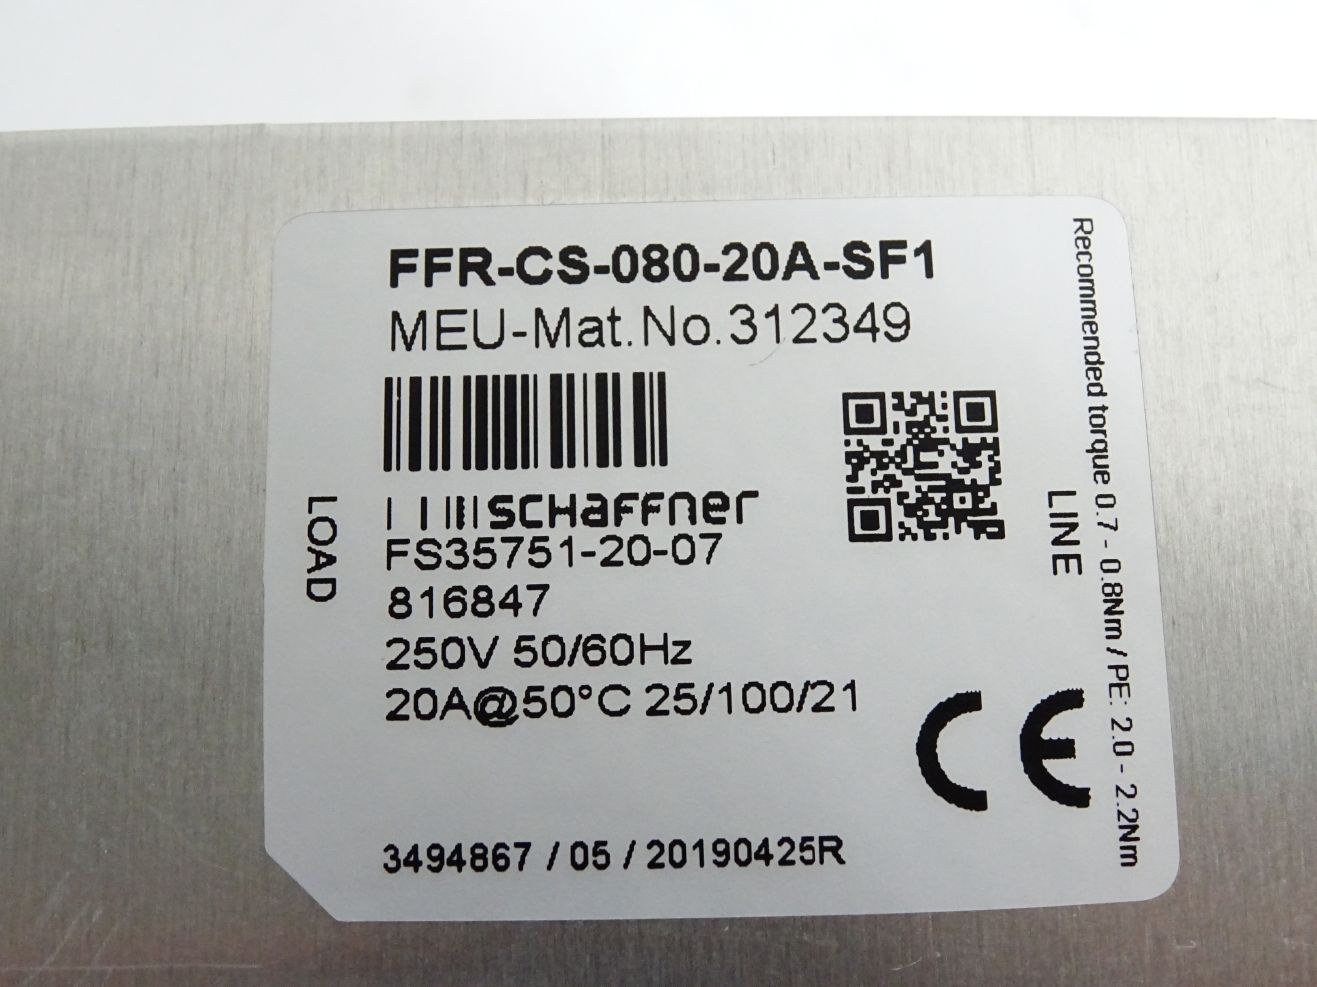 FFR-CS-080-20A-SF1
MEU-Mat.No.312349
SCHAFFNER
FS35751-20-07
816847
250V 50/60Hz
20A@50°C 25/100/21
3494867 / 05 / 20190425R
LOAD
LINE
Recommended torque 0.7 - 0.8Nm / PE: 2.0 - 2.2Nm
CE